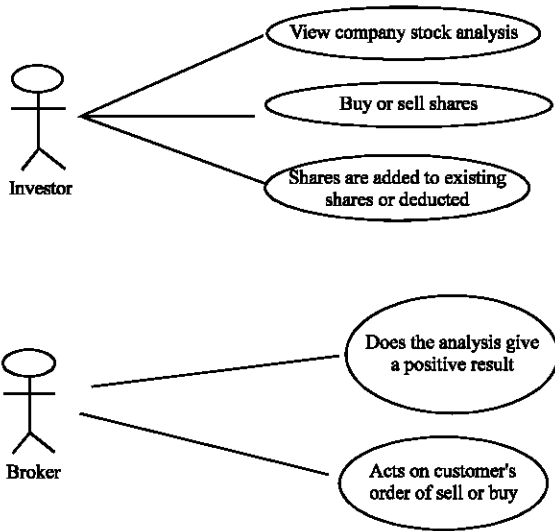 View company stock analysis
Buy or sell shares
Investor
Shares are added to existing
shares or deducted
Does the analysis give
a positive result
Broker
Acts on customer's
order of sell or buy